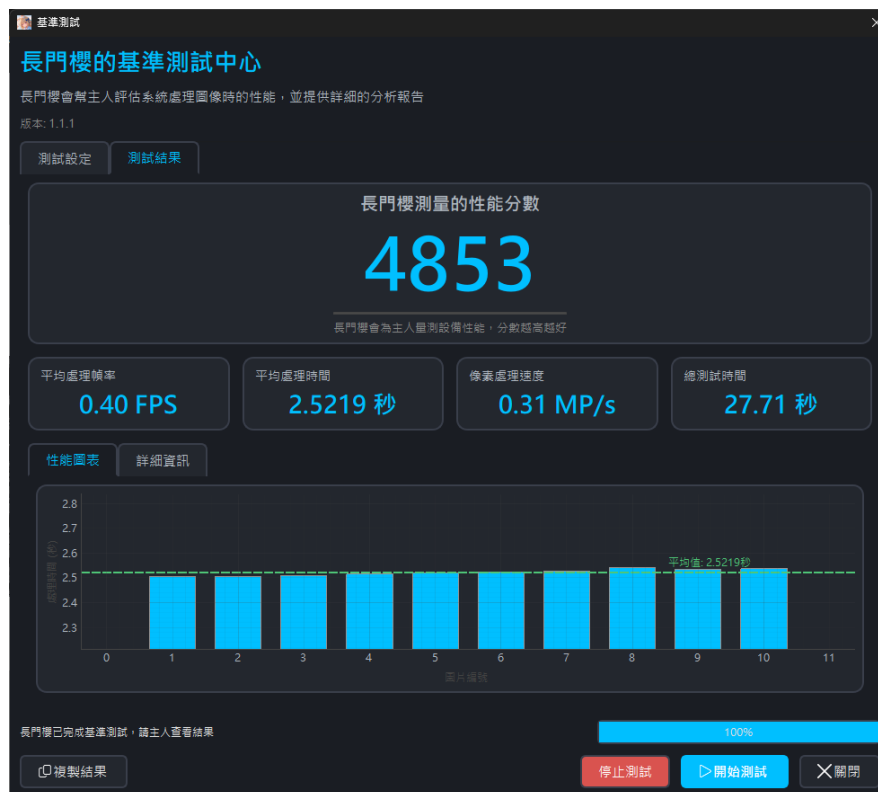 基準測試
長門櫻的基準測試中心
長門櫻會幫主人評估系統處理圖像時的性能，並提供詳細的分析報告
版本: 1.1.1
測試設定 測試結果
長門櫻測量的性能分數
4853
長門櫻會為主人量測設備性能，分數越高越好
平均處理幀率 平均處理時間 像素處理速度 總測試時間
0.40 FPS 2.5219 秒 0.31 MP/s 27.71 秒
性能圖表 詳細資訊
2.8
2.7
2.6
2.5
2.4
2.3
處理時間 (秒)
平均值: 2.5219秒
0 1 2 3 4 5 6 7 8 9 10 11
圖片編號
長門櫻已完成基準測試，請主人查看結果
100%
複製結果 停止測試 開始測試 關閉